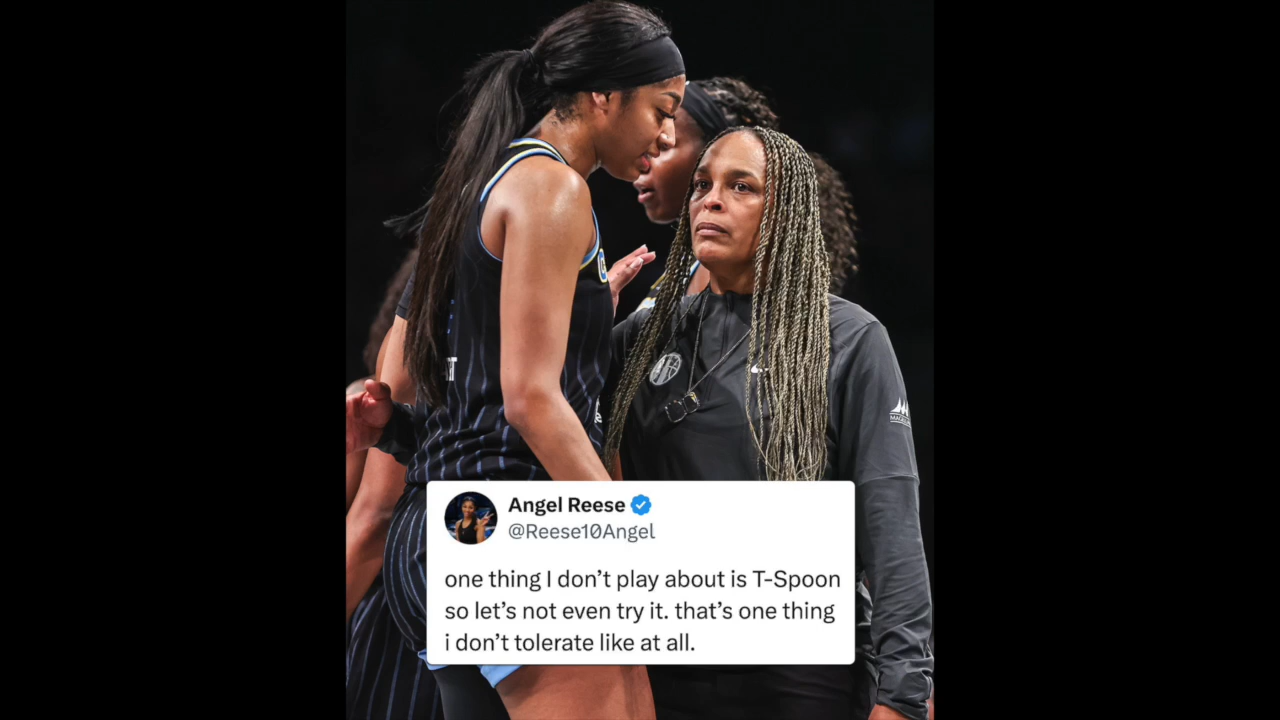 Angel Reese
@Reese10Angel
one thing I don’t play about is T-Spoon
so let’s not even try it. that’s one thing
i don’t tolerate like at all.